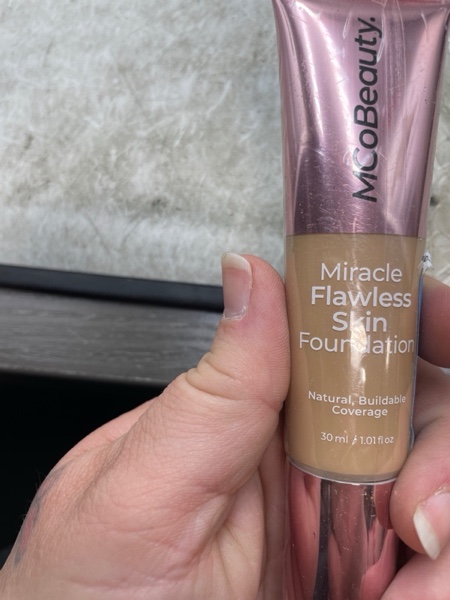 MCoBeauty.
Miracle
Flawless
Skin
Foundation
Natural, Buildable
Coverage
30 ml / 1.01 fl oz